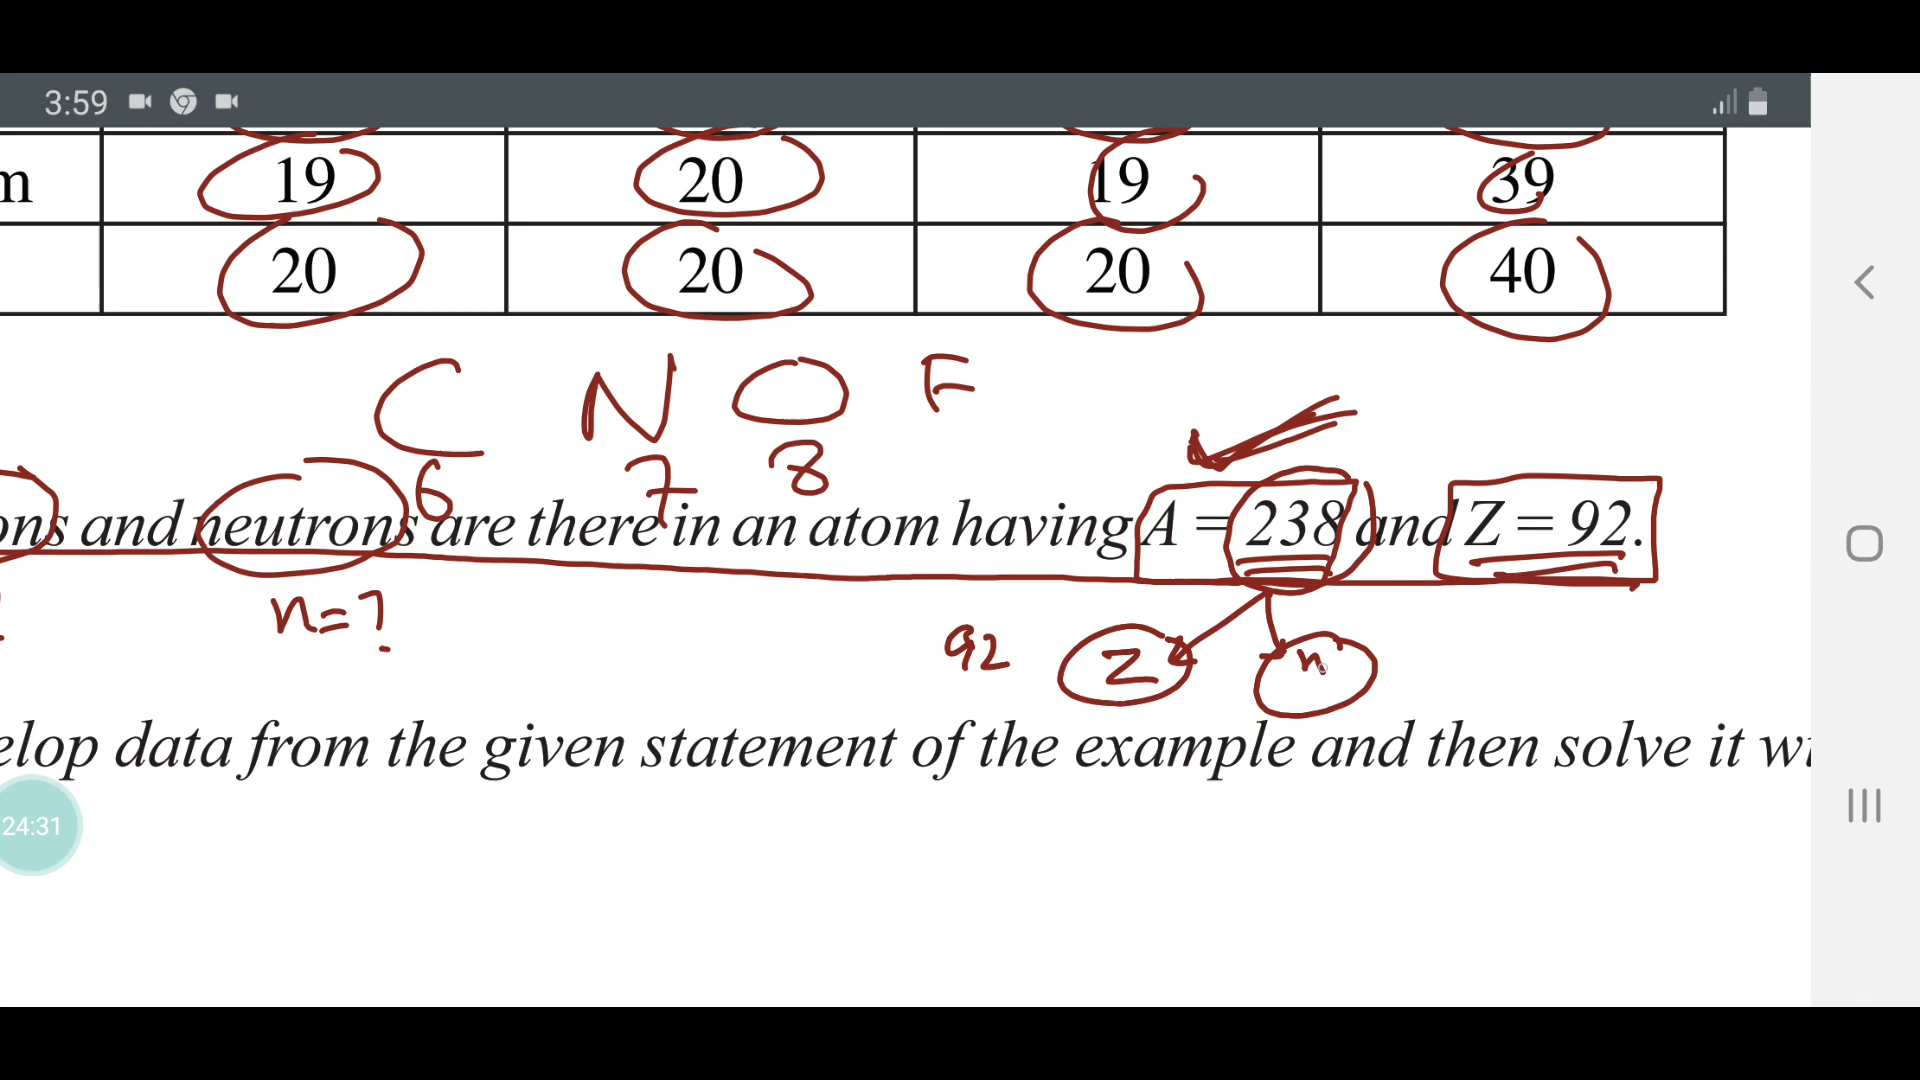 3:59
m 19 20 19 39
20 20 20 40
C N O F
6 7 8
ons and neutrons are there in an atom having A = 238 and Z = 92.
n=?
92 Z n
elop data from the given statement of the example and then solve it wi
24:31